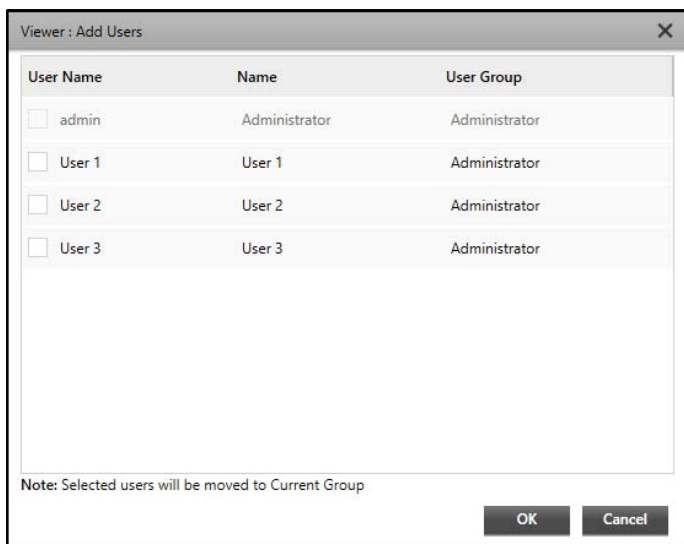 Viewer : Add Users
User Name Name User Group
admin Administrator Administrator
User 1 User 1 Administrator
User 2 User 2 Administrator
User 3 User 3 Administrator
Note: Selected users will be moved to Current Group
OK Cancel